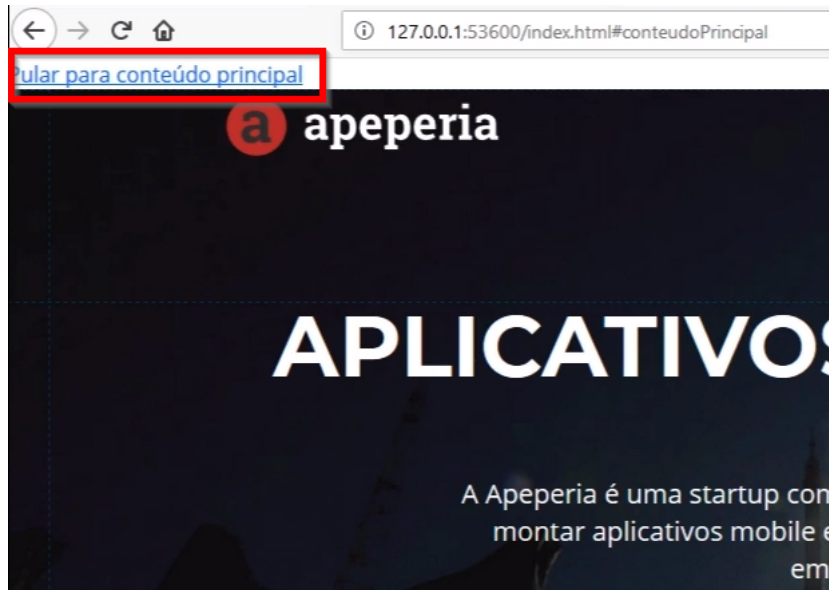 127.0.0.1:53600/index.html#conteudoPrincipal
Pular para conteúdo principal
a apeperia
APLICATIVOS
A Apeperia é uma startup com
montar aplicativos mobile e
em